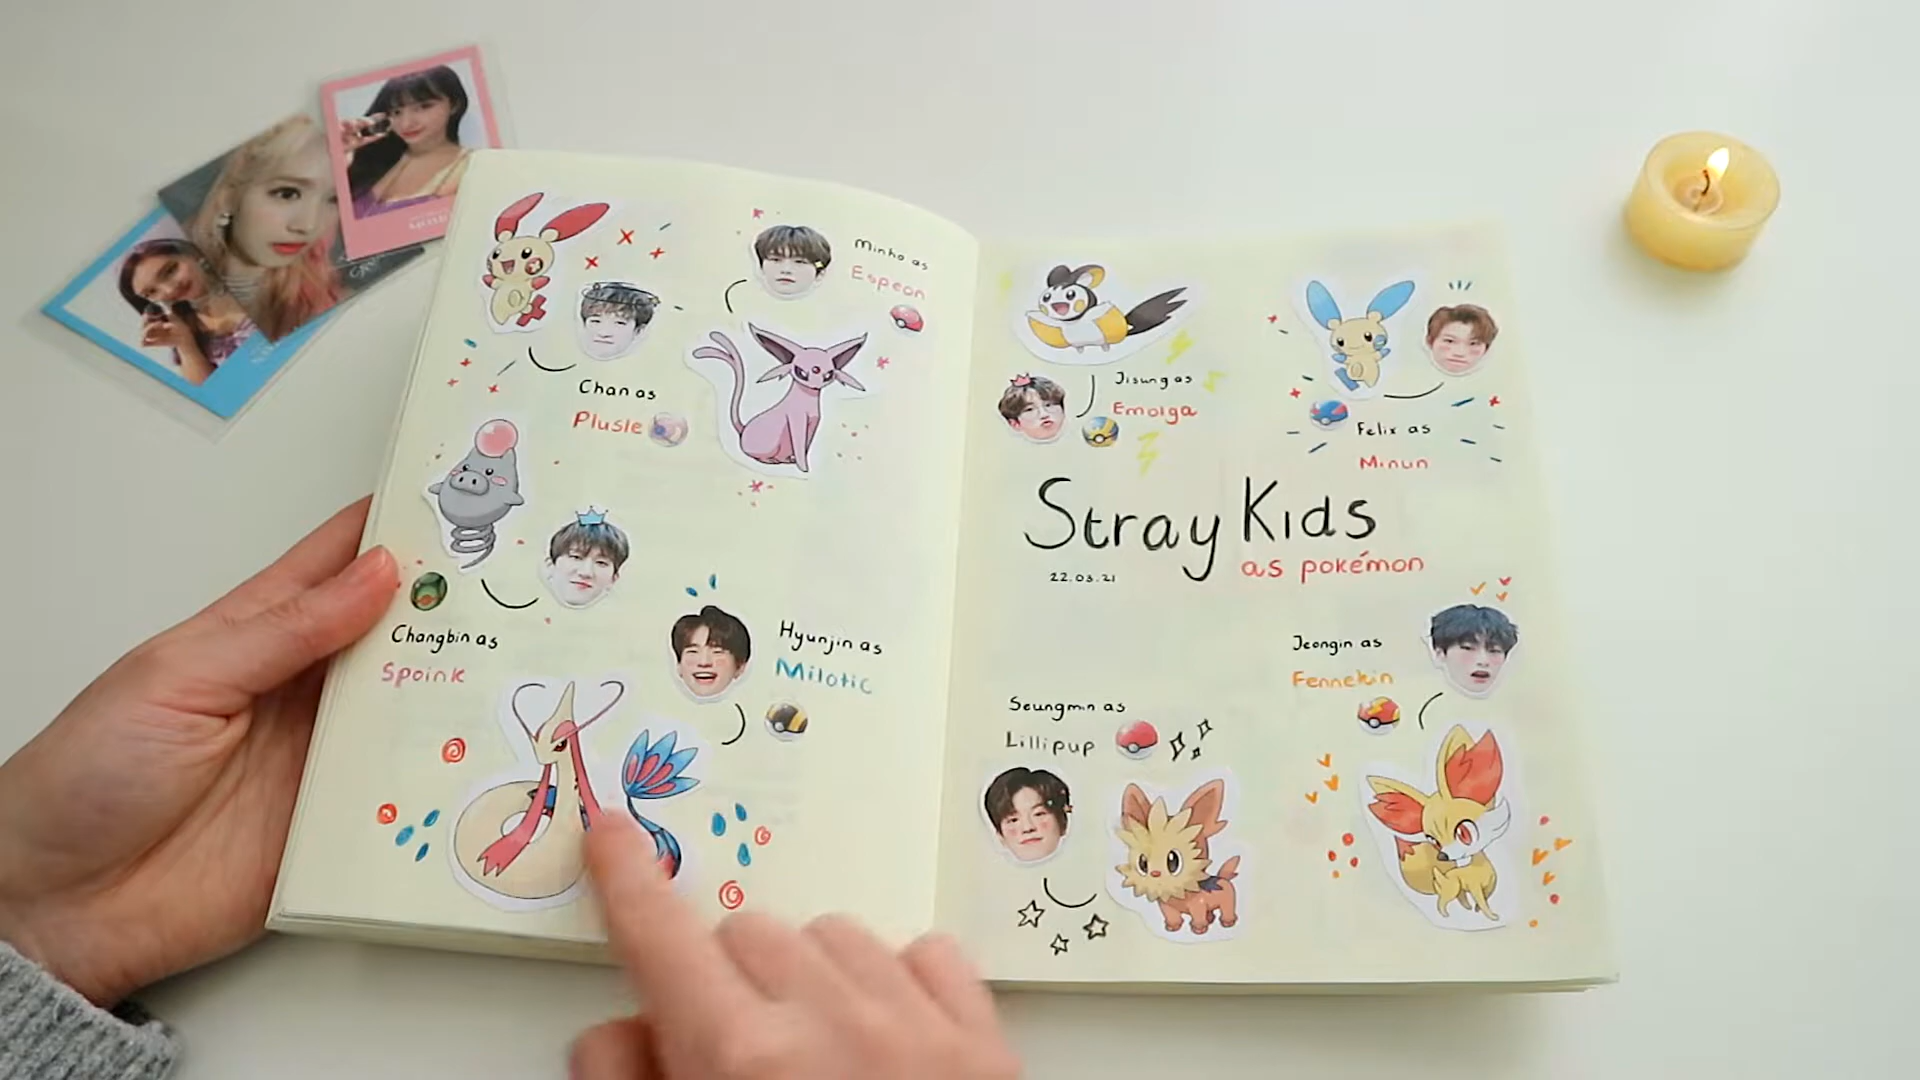 Chan as
Plusle
Minho as
Espeon
Changbin as
Spoink
Hyunjin as
Milotic
Jisung as
Emolga
Felix as
Minun
Stray Kids
as pokémon
22.03.21
Seungmin as
Lillipup
Jeongin as
Fennekin